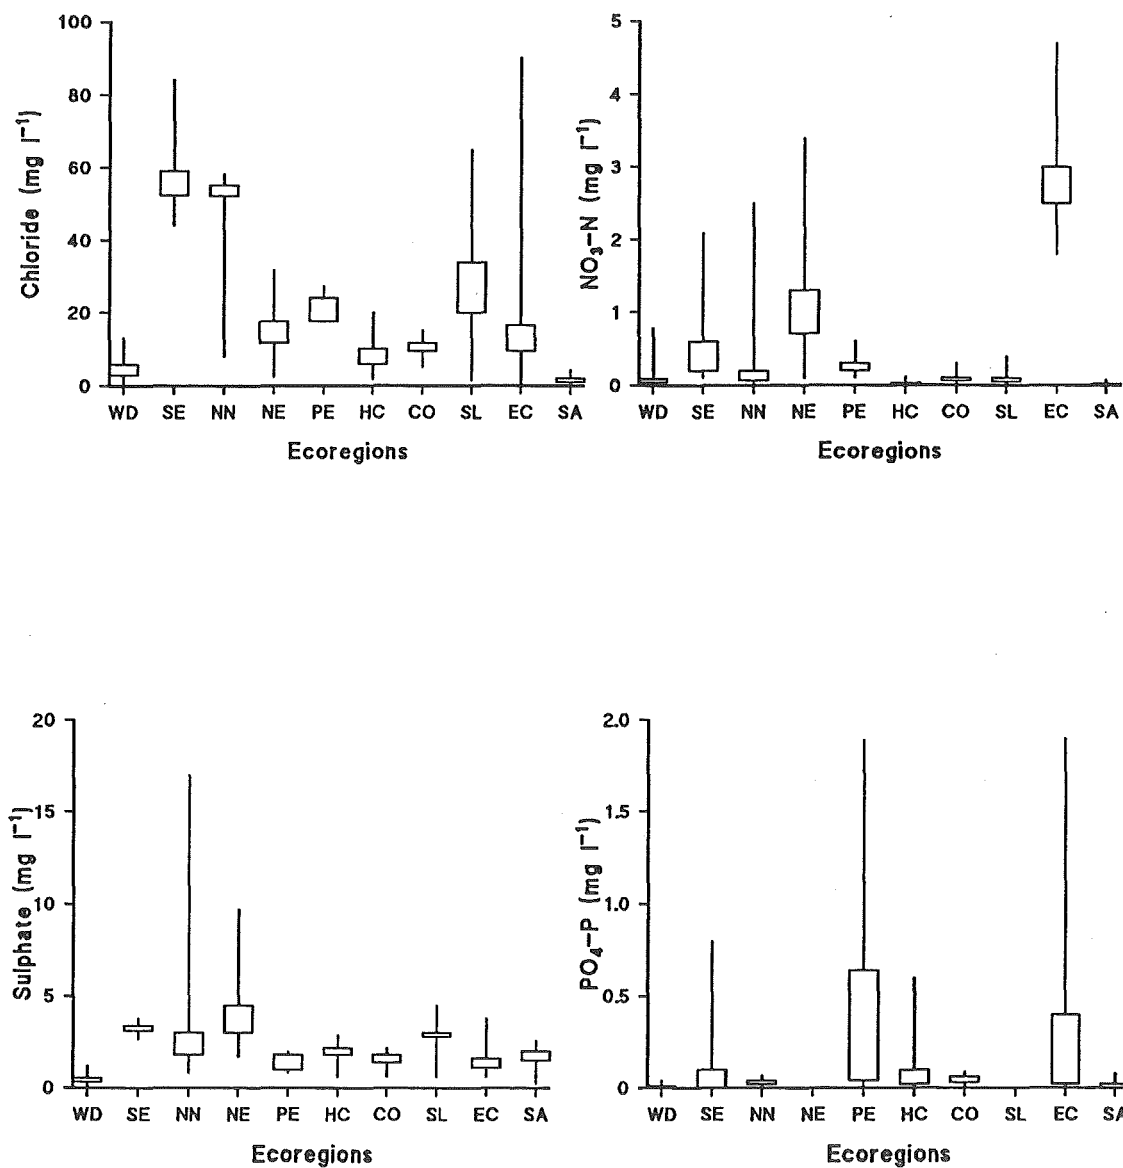 100
80
60
40
20
0
Chloride (mg l⁻¹)
WD SE NN NE PE HC CO SL EC SA
Ecoregions
5
4
3
2
1
0
NO₃-N (mg l⁻¹)
WD SE NN NE PE HC CO SL EC SA
Ecoregions
20
15
10
5
0
Sulphate (mg l⁻¹)
WD SE NN NE PE HC CO SL EC SA
Ecoregions
2.0
1.5
1.0
0.5
0
PO₄-P (mg l⁻¹)
WD SE NN NE PE HC CO SL EC SA
Ecoregions